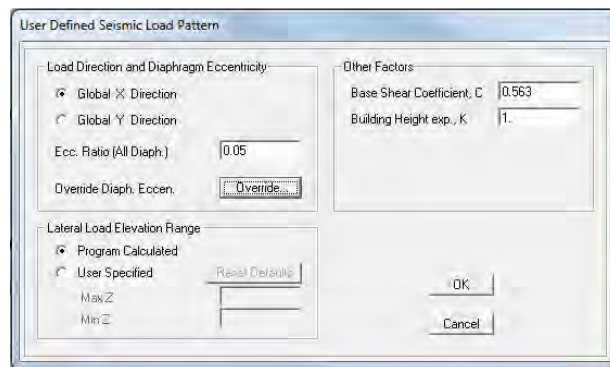 User Defined Seismic Load Pattern
Load Direction and Diaphragm Eccentricity
Global X Direction
Global Y Direction
Ecc. Ratio (All Diaph.) 0.05
Override Diaph. Eccen. Override...
Other Factors
Base Shear Coefficient, C 0.563
Building Height exp., K 1.
Lateral Load Elevation Range
Program Calculated
User Specified Reset Defaults
Max Z
Min Z
OK
Cancel